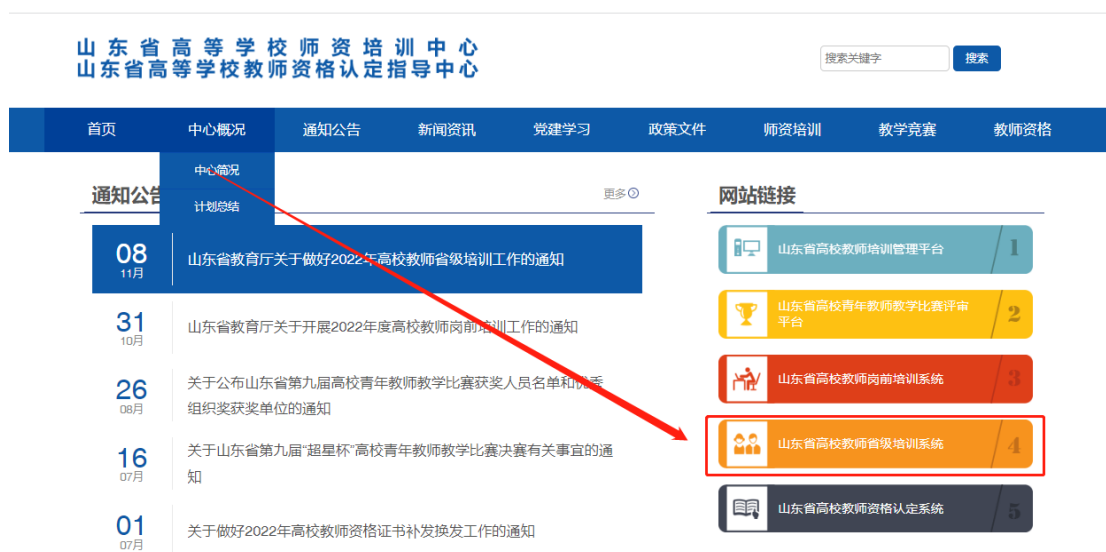 山东省高等学校师资培训中心
山东省高等学校教师资格认定指导中心
搜素关键字
搜索
首页 中心概况 通知公告 新闻资讯 党建学习 政策文件 师资培训 教学竞赛 教师资格
中心简况
计划总结
通知公告
更多
08
11月
山东省教育厅关于做好2022年高校教师省级培训工作的通知
31
10月
山东省教育厅关于开展2022年度高校教师岗前培训工作的通知
26
08月
关于公布山东省第九届高校青年教师教学比赛获奖人员名单和优秀
组织奖获奖单位的通知
16
07月
关于山东省第九届“超星杯”高校青年教师教学比赛决赛有关事宜的通
知
01
07月
关于做好2022年高校教师资格证书补发换发工作的通知
网站链接
山东省高校教师培训管理平台
1
山东省高校青年教师教学比赛评审
平台
2
山东省高校教师岗前培训系统
3
山东省高校教师省级培训系统
4
山东省高校教师资格认定系统
5